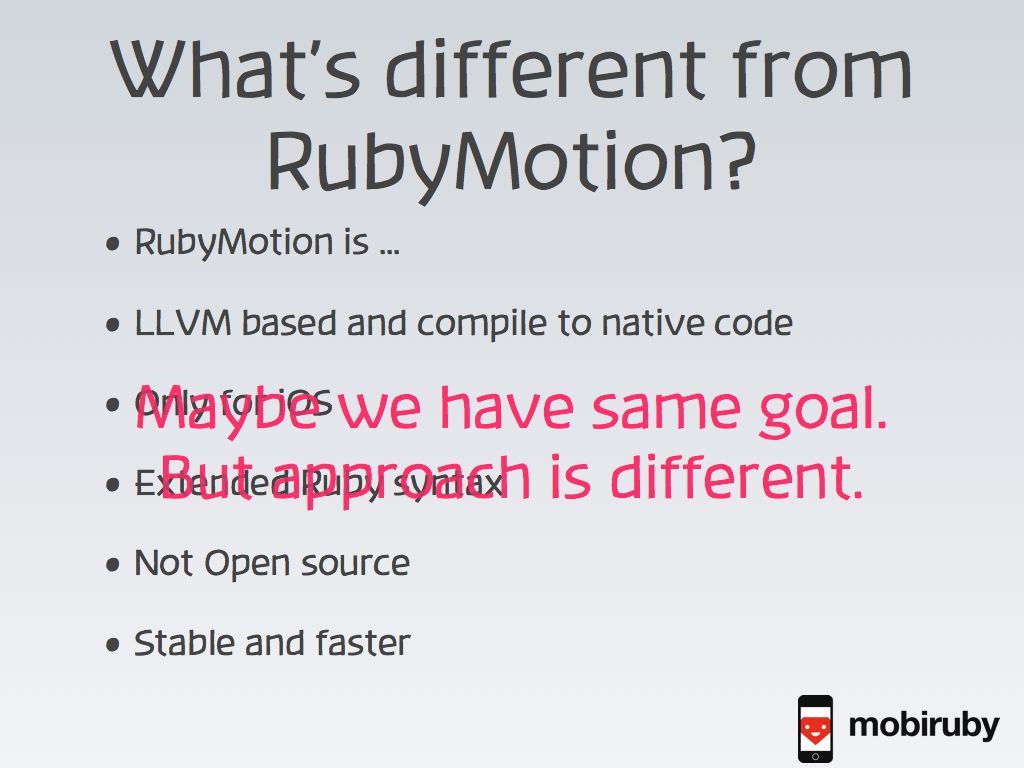 What's different from
RubyMotion?
• RubyMotion is ...
• LLVM based and compile to native code
• Only for iOS
Maybe we have same goal.
• Extended Ruby syntax
But approach is different.
• Not Open source
• Stable and faster
mobiruby